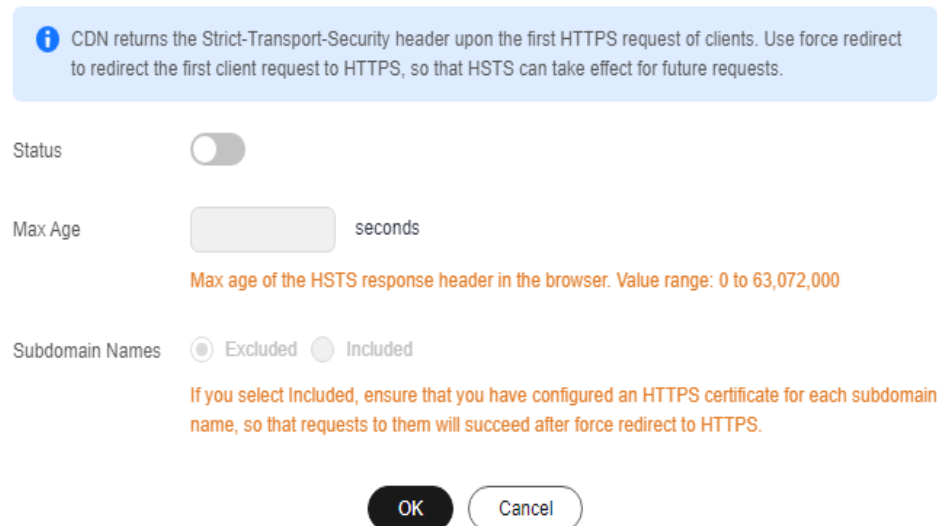 CDN returns the Strict-Transport-Security header upon the first HTTPS request of clients. Use force redirect
to redirect the first client request to HTTPS, so that HSTS can take effect for future requests.
Status
Max Age seconds
Max age of the HSTS response header in the browser. Value range: 0 to 63,072,000
Subdomain Names Excluded Included
If you select Included, ensure that you have configured an HTTPS certificate for each subdomain
name, so that requests to them will succeed after force redirect to HTTPS.
OK Cancel